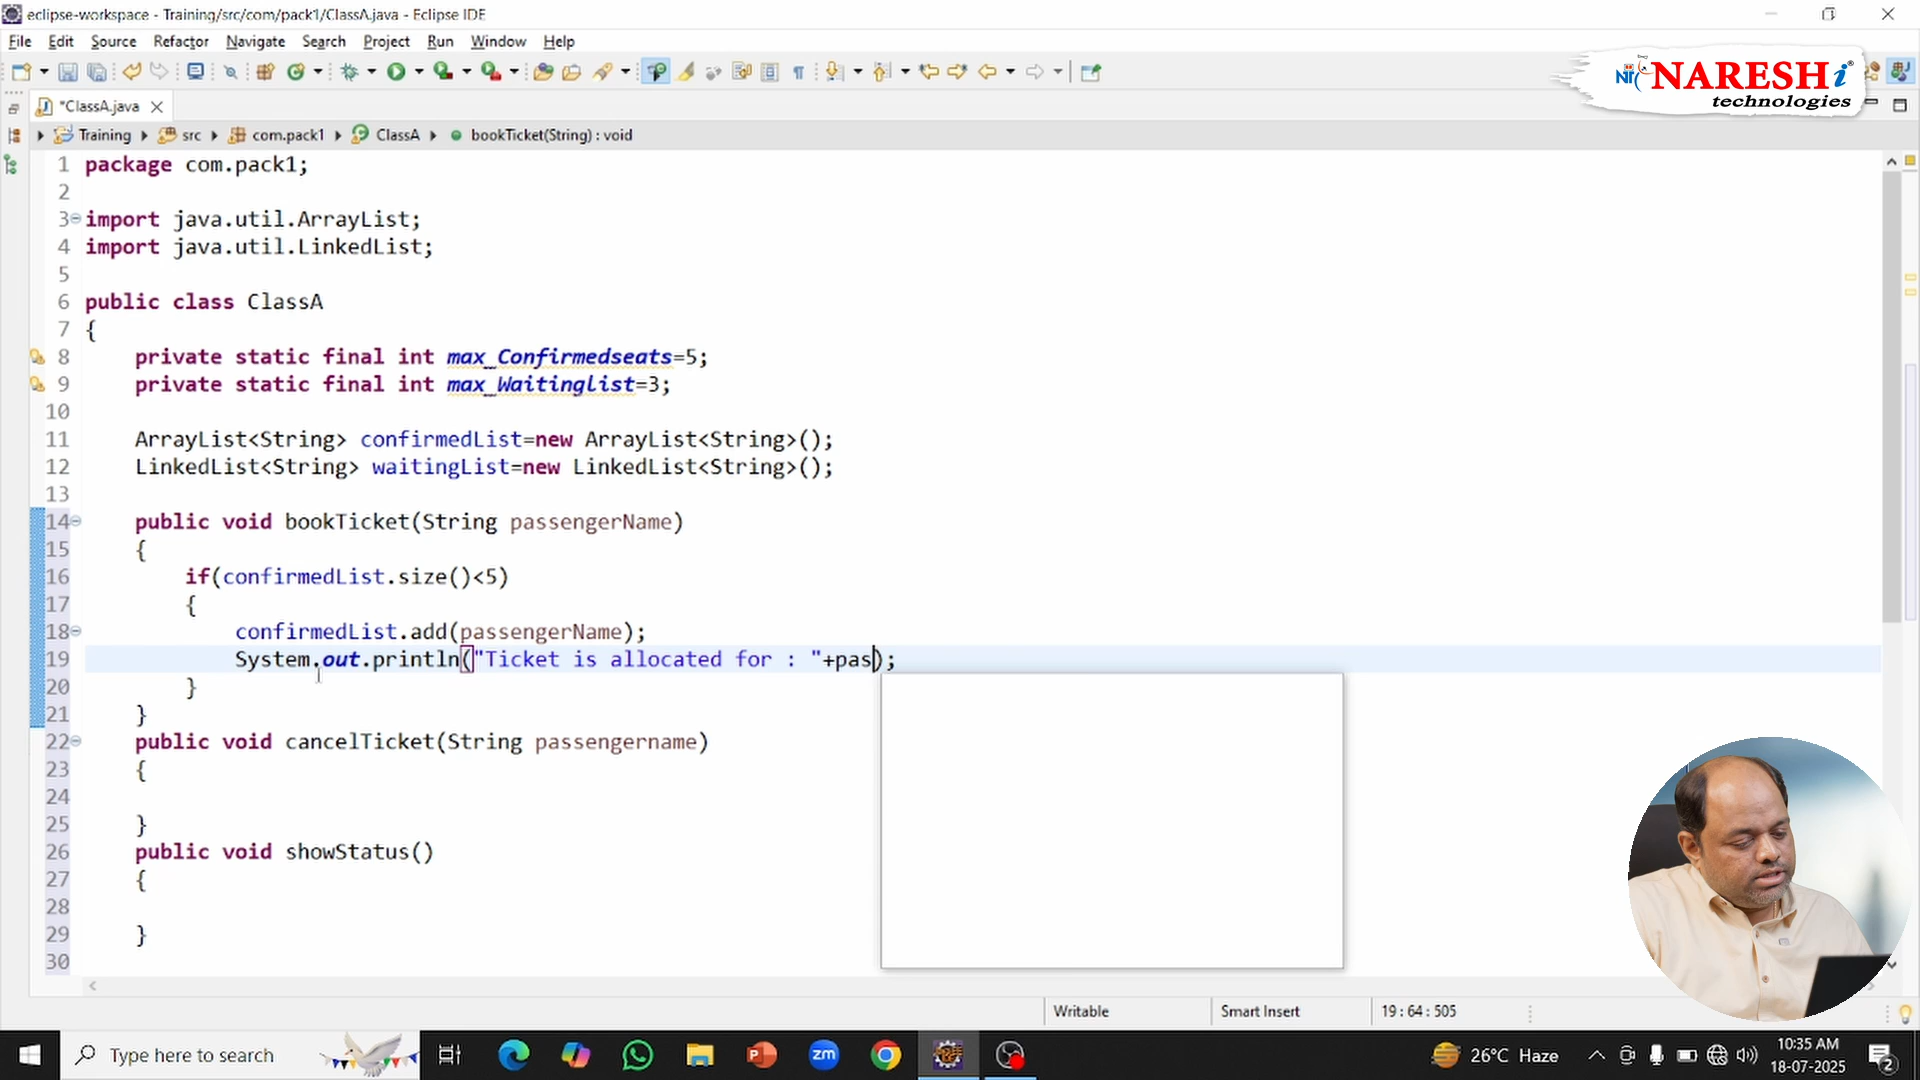 eclipse-workspace - Training/src/com/pack1/ClassA.java - Eclipse IDE
File Edit Source Refactor Navigate Search Project Run Window Help
NARESHi
technologies
*ClassA.java
Training src com.pack1 ClassA bookTicket(String) : void
1 package com.pack1;
2
3 import java.util.ArrayList;
4 import java.util.LinkedList;
5
6 public class ClassA
7 {
8 private static final int max_Confirmedseats=5;
9 private static final int max_Waitinglist=3;
10
11 ArrayList<String> confirmedList=new ArrayList<String>();
12 LinkedList<String> waitingList=new LinkedList<String>();
13
14 public void bookTicket(String passengerName)
15 {
16 if(confirmedList.size()<5)
17 {
18 confirmedList.add(passengerName);
19 System.out.println("Ticket is allocated for : "+pas);
20 }
21 }
22 public void cancelTicket(String passengername)
23 {
24
25 }
26 public void showStatus()
27 {
28
29 }
30
Writable Smart Insert 19 : 64 : 505
Type here to search
zm
26°C Haze
10:35 AM
18-07-2025
2